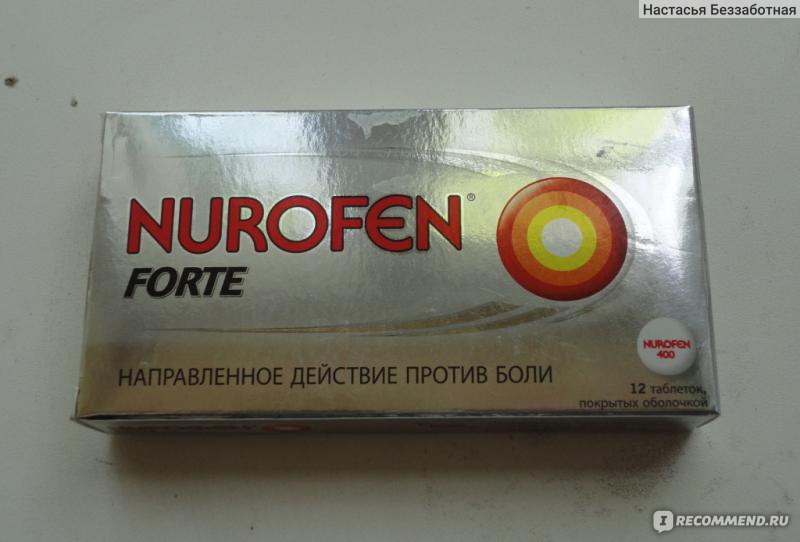 Настасья Беззаботная
NUROFEN®
FORTE
NUROFEN
400
НАПРАВЛЕННОЕ ДЕЙСТВИЕ ПРОТИВ БОЛИ
12 таблеток,
покрытых оболочкой
I RECOMMEND.RU